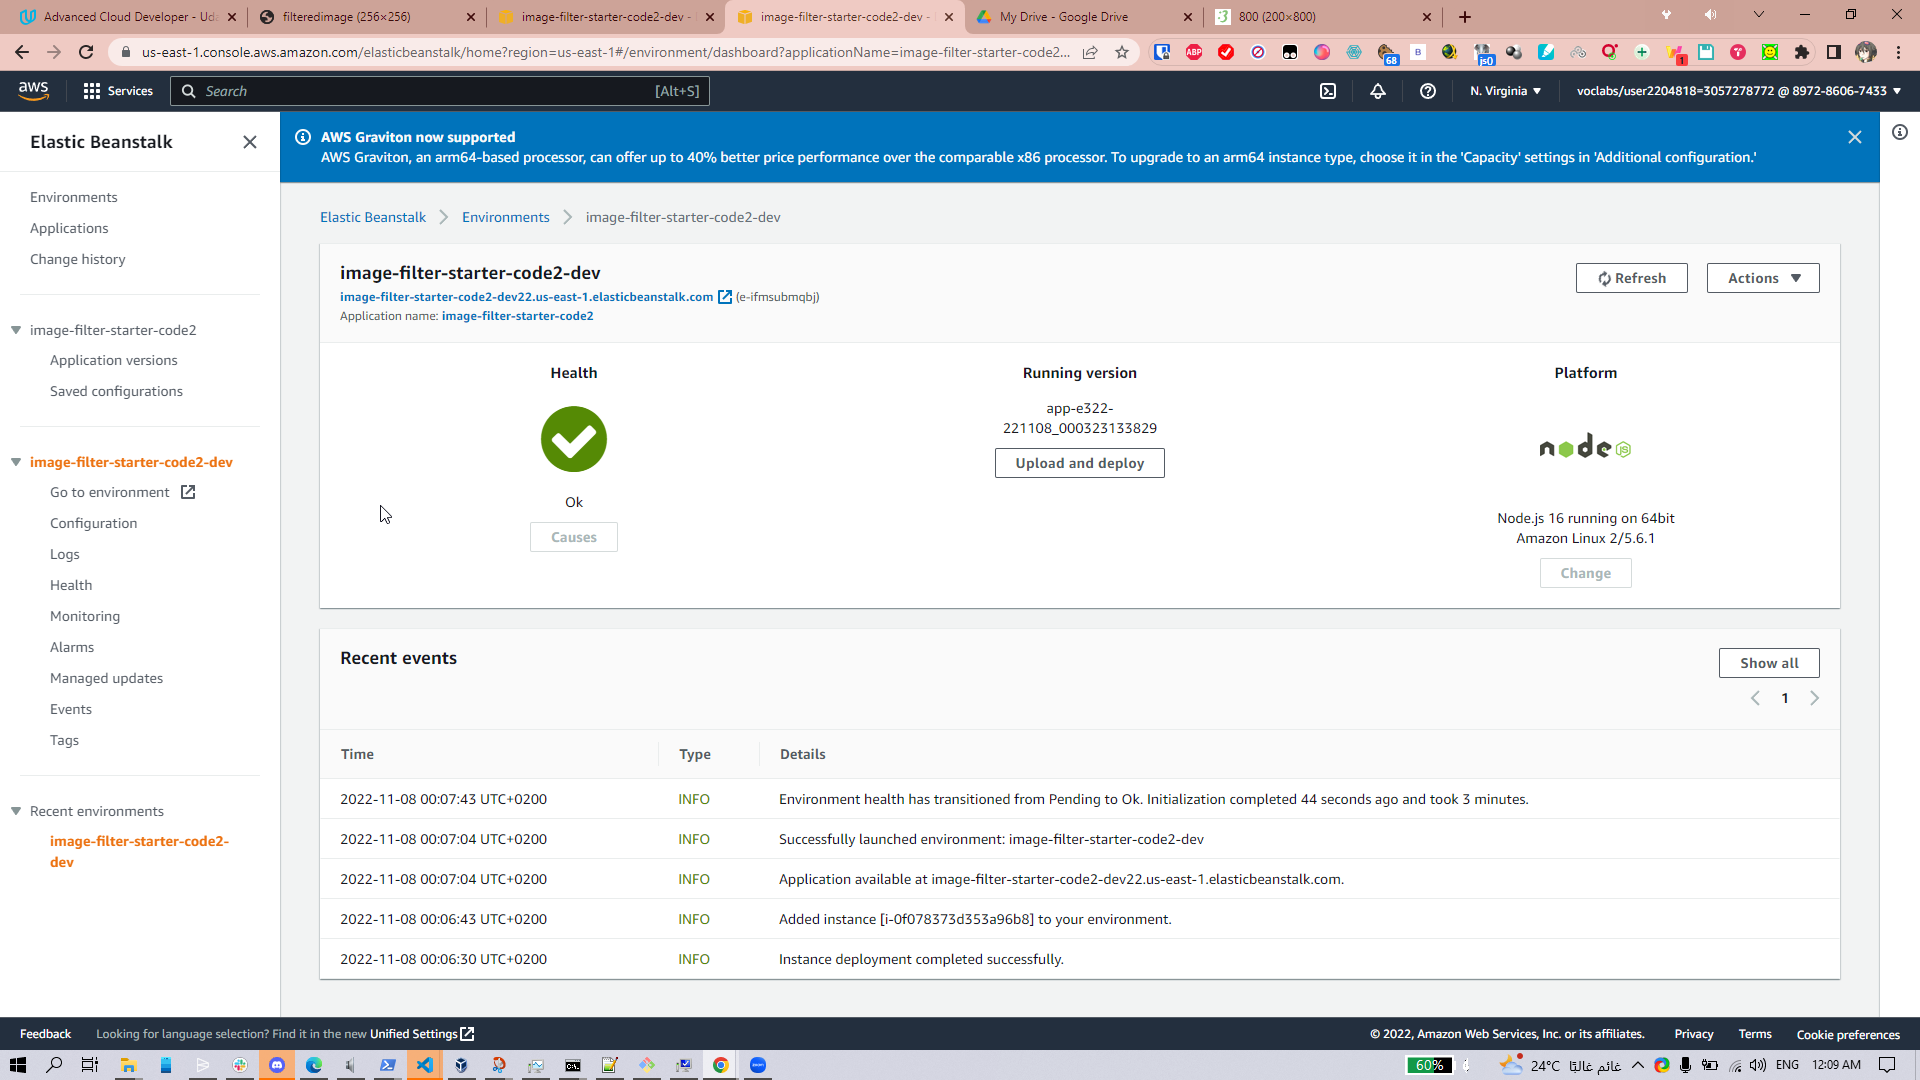 Advanced Cloud Developer - Uda
filteredimage (256×256)
image-filter-starter-code2-dev -
image-filter-starter-code2-dev -
My Drive - Google Drive
800 (200×800)
us-east-1.console.aws.amazon.com/elasticbeanstalk/home?region=us-east-1#/environment/dashboard?applicationName=image-filter-starter-code2...
ABP
68
B
js()
1
aws
Services
Search
[Alt+S]
N. Virginia
voclabs/user2204818=3057278772 @ 8972-8606-7433
Elastic Beanstalk
Environments
Applications
Change history
image-filter-starter-code2
Application versions
Saved configurations
image-filter-starter-code2-dev
Go to environment
Configuration
Logs
Health
Monitoring
Alarms
Managed updates
Events
Tags
Recent environments
image-filter-starter-code2-
dev
AWS Graviton now supported
AWS Graviton, an arm64-based processor, can offer up to 40% better price performance over the comparable x86 processor. To upgrade to an arm64 instance type, choose it in the 'Capacity' settings in 'Additional configuration.'
Elastic Beanstalk
Environments
image-filter-starter-code2-dev
image-filter-starter-code2-dev
image-filter-starter-code2-dev22.us-east-1.elasticbeanstalk.com (e-ifmsubmqbj)
Application name: image-filter-starter-code2
Refresh
Actions
Health
Ok
Causes
Running version
app-e322-
221108_000323133829
Upload and deploy
Platform
node JS
Node.js 16 running on 64bit
Amazon Linux 2/5.6.1
Change
Recent events
Show all
1
Time Type Details
2022-11-08 00:07:43 UTC+0200 INFO Environment health has transitioned from Pending to Ok. Initialization completed 44 seconds ago and took 3 minutes.
2022-11-08 00:07:04 UTC+0200 INFO Successfully launched environment: image-filter-starter-code2-dev
2022-11-08 00:07:04 UTC+0200 INFO Application available at image-filter-starter-code2-dev22.us-east-1.elasticbeanstalk.com.
2022-11-08 00:06:43 UTC+0200 INFO Added instance [i-0f078373d353a96b8] to your environment.
2022-11-08 00:06:30 UTC+0200 INFO Instance deployment completed successfully.
Feedback
Looking for language selection? Find it in the new Unified Settings
© 2022, Amazon Web Services, Inc. or its affiliates.
Privacy
Terms
Cookie preferences
60%
24°C غائم غالبًا
ENG
12:09 AM